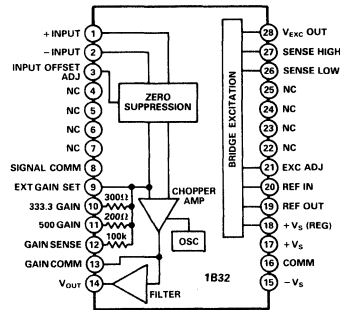 + INPUT 1
− INPUT 2
INPUT OFFSET ADJ 3
NC 4
NC 5
NC 6
NC 7
SIGNAL COMM 8
EXT GAIN SET 9
333.3 GAIN 10
500 GAIN 11
GAIN SENSE 12
GAIN COMM 13
VOUT 14
ZERO SUPPRESSION
300Ω
200Ω
100k
CHOPPER AMP
OSC
FILTER
1B32
BRIDGE EXCITATION
28 VEXC OUT
27 SENSE HIGH
26 SENSE LOW
25 NC
24 NC
23 NC
22 NC
21 EXC ADJ
20 REF IN
19 REF OUT
18 + VS (REG)
17 + VS
16 COMM
15 − VS